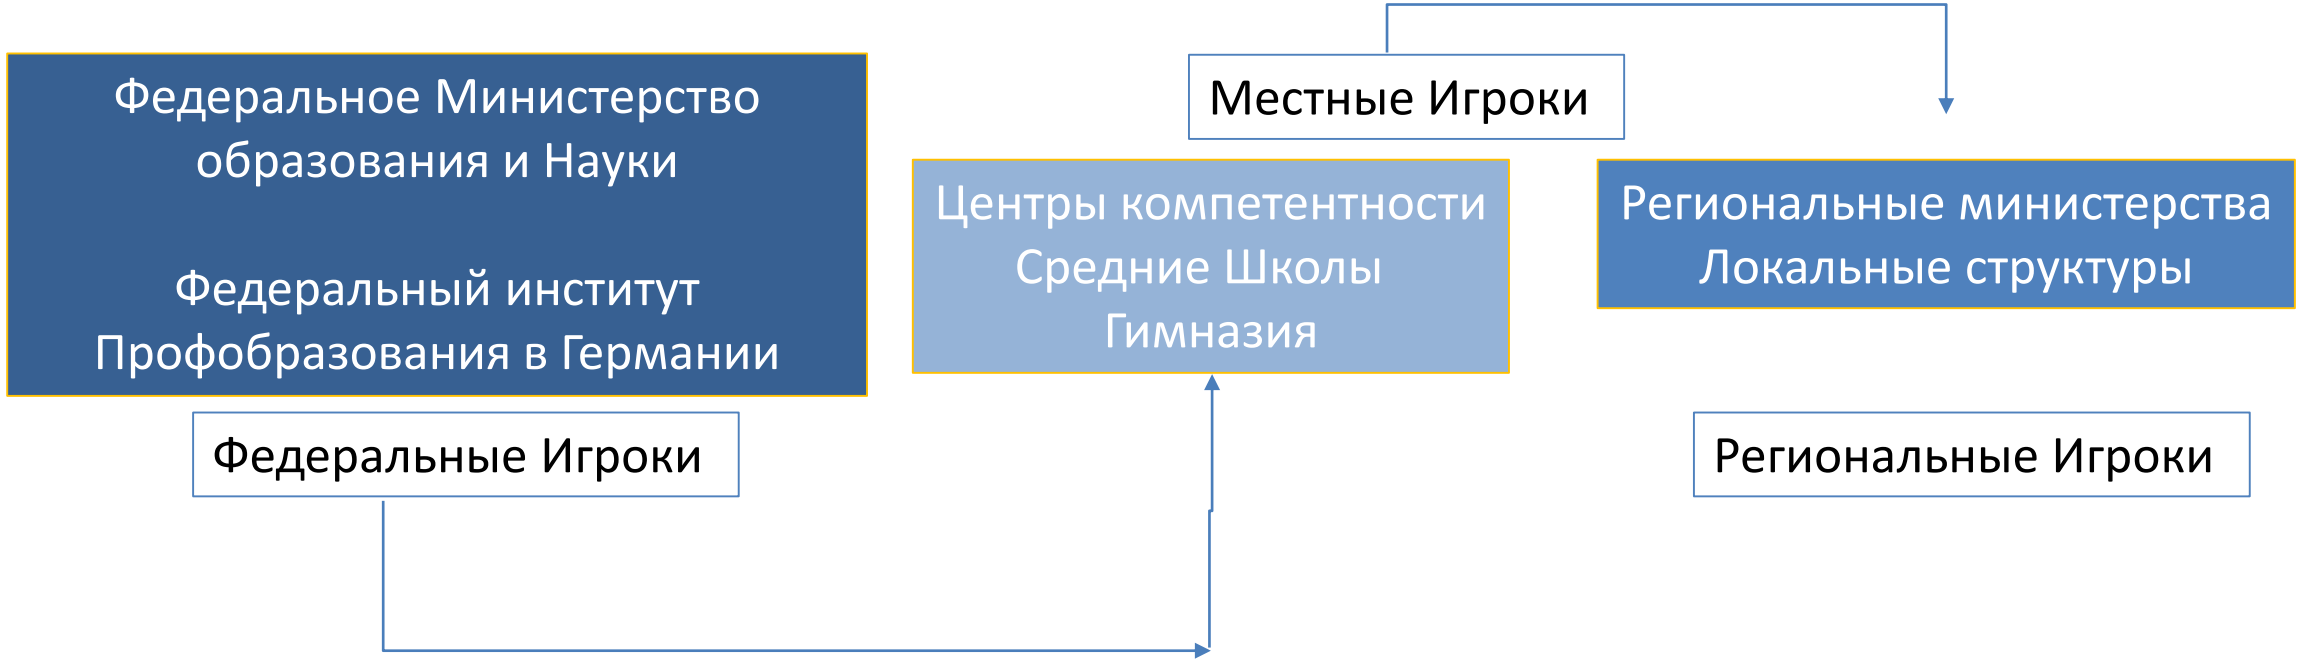 Федеральное Министерство
образования и Науки
Федеральный институт
Профобразования в Германии
Федеральные Игроки
Местные Игроки
Центры компетентности
Средние Школы
Гимназия
Региональные министерства
Локальные структуры
Региональные Игроки